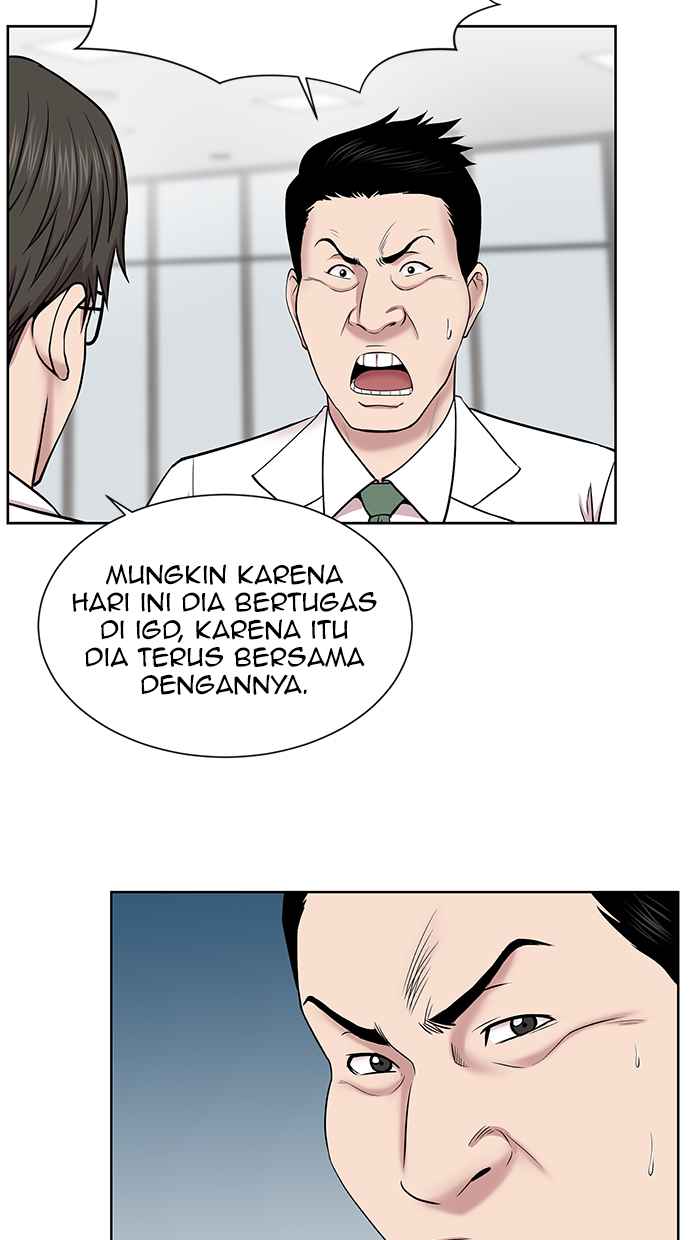 MUNGKIN KARENA
HARI INI DIA BERTUGAS
DI IGD, KARENA ITU
DIA TERUS BERSAMA
DENGANNYA.